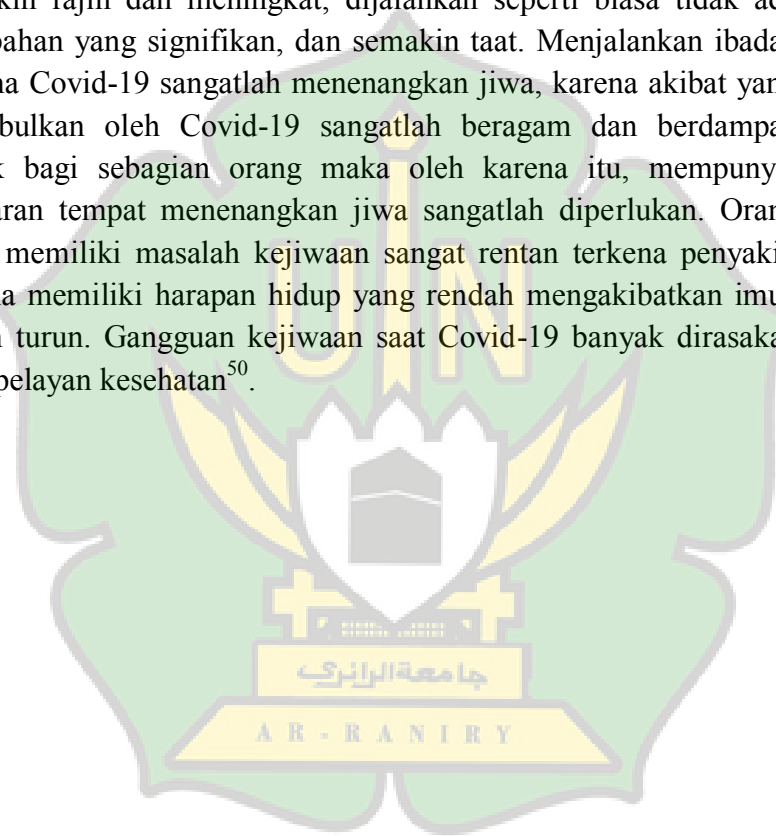 kin rajin dan meningkat, dijalankan seperti biasa tidak ad
bahan yang signifikan, dan semakin taat. Menjalankan ibada
na Covid-19 sangatlah menenangkan jiwa, karena akibat yan
bulkan oleh Covid-19 sangatlah beragam dan berdampa
k bagi sebagian orang maka oleh karena itu, mempuny
aran tempat menenangkan jiwa sangatlah diperlukan. Oran
memiliki masalah kejiwaan sangat rentan terkena penyaki
a memiliki harapan hidup yang rendah mengakibatkan imu
n turun. Gangguan kejiwaan saat Covid-19 banyak dirasaka
pelayan kesehatan50.
UIN
جامعة الرانري
AR-RANIRY